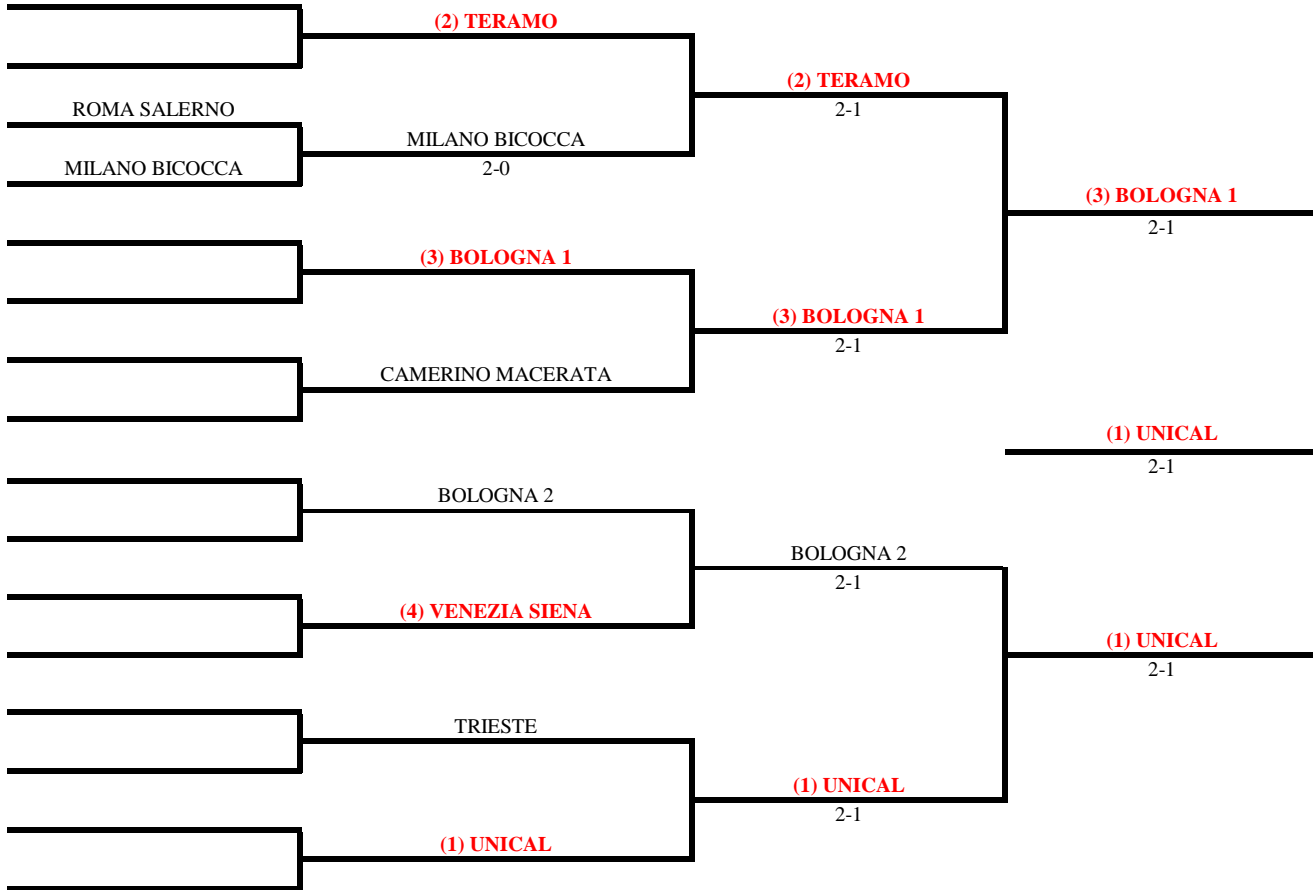 (2) TERAMO
(2) TERAMO
2-1
ROMA SALERNO
MILANO BICOCCA
2-0
MILANO BICOCCA
(3) BOLOGNA 1
2-1
(3) BOLOGNA 1
(3) BOLOGNA 1
2-1
CAMERINO MACERATA
(1) UNICAL
2-1
BOLOGNA 2
BOLOGNA 2
2-1
(4) VENEZIA SIENA
(1) UNICAL
2-1
TRIESTE
(1) UNICAL
2-1
(1) UNICAL